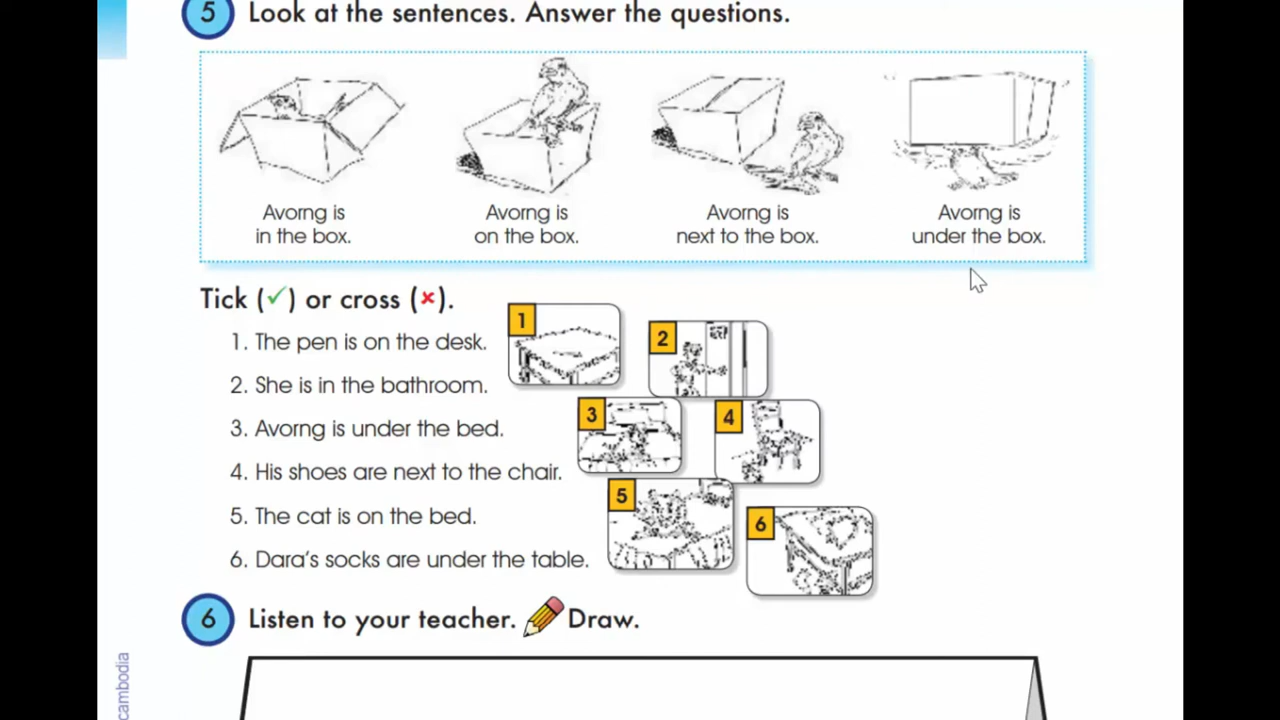 5 Look at the sentences. Answer the questions.
Avorng is
in the box.
Avorng is
on the box.
Avorng is
next to the box.
Avorng is
under the box.
Tick (✓) or cross (✗).
1. The pen is on the desk.
2. She is in the bathroom.
3. Avorng is under the bed.
4. His shoes are next to the chair.
5. The cat is on the bed.
6. Dara's socks are under the table.
1
2
3
4
5
6
6 Listen to your teacher. Draw.
cambodia